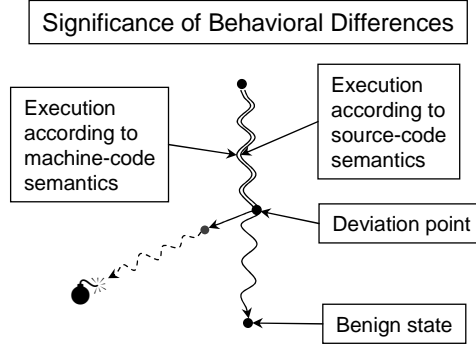 Significance of Behavioral Differences
Execution
according to
machine-code
semantics
Execution
according to
source-code
semantics
Deviation point
Benign state